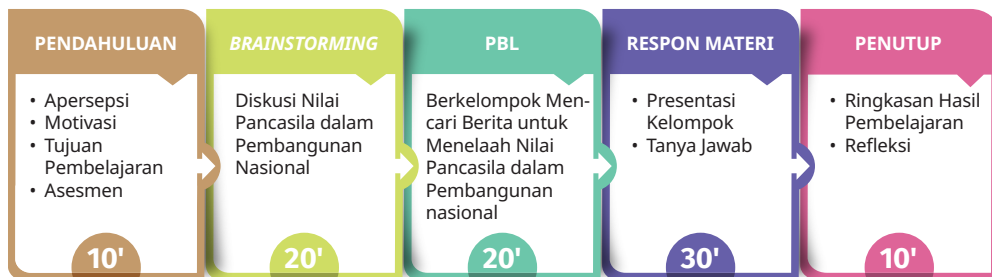 PENDAHULUAN
• Apersepsi
• Motivasi
• Tujuan
Pembelajaran
• Asesmen
10'
BRAINSTORMING
Diskusi Nilai
Pancasila dalam
Pembangunan
Nasional
20'
PBL
Berkelompok Men-
cari Berita untuk
Menelaah Nilai
Pancasila dalam
Pembangunan
nasional
20'
RESPON MATERI
• Presentasi
Kelompok
• Tanya Jawab
30'
PENUTUP
• Ringkasan Hasil
Pembelajaran
• Refleksi
10'